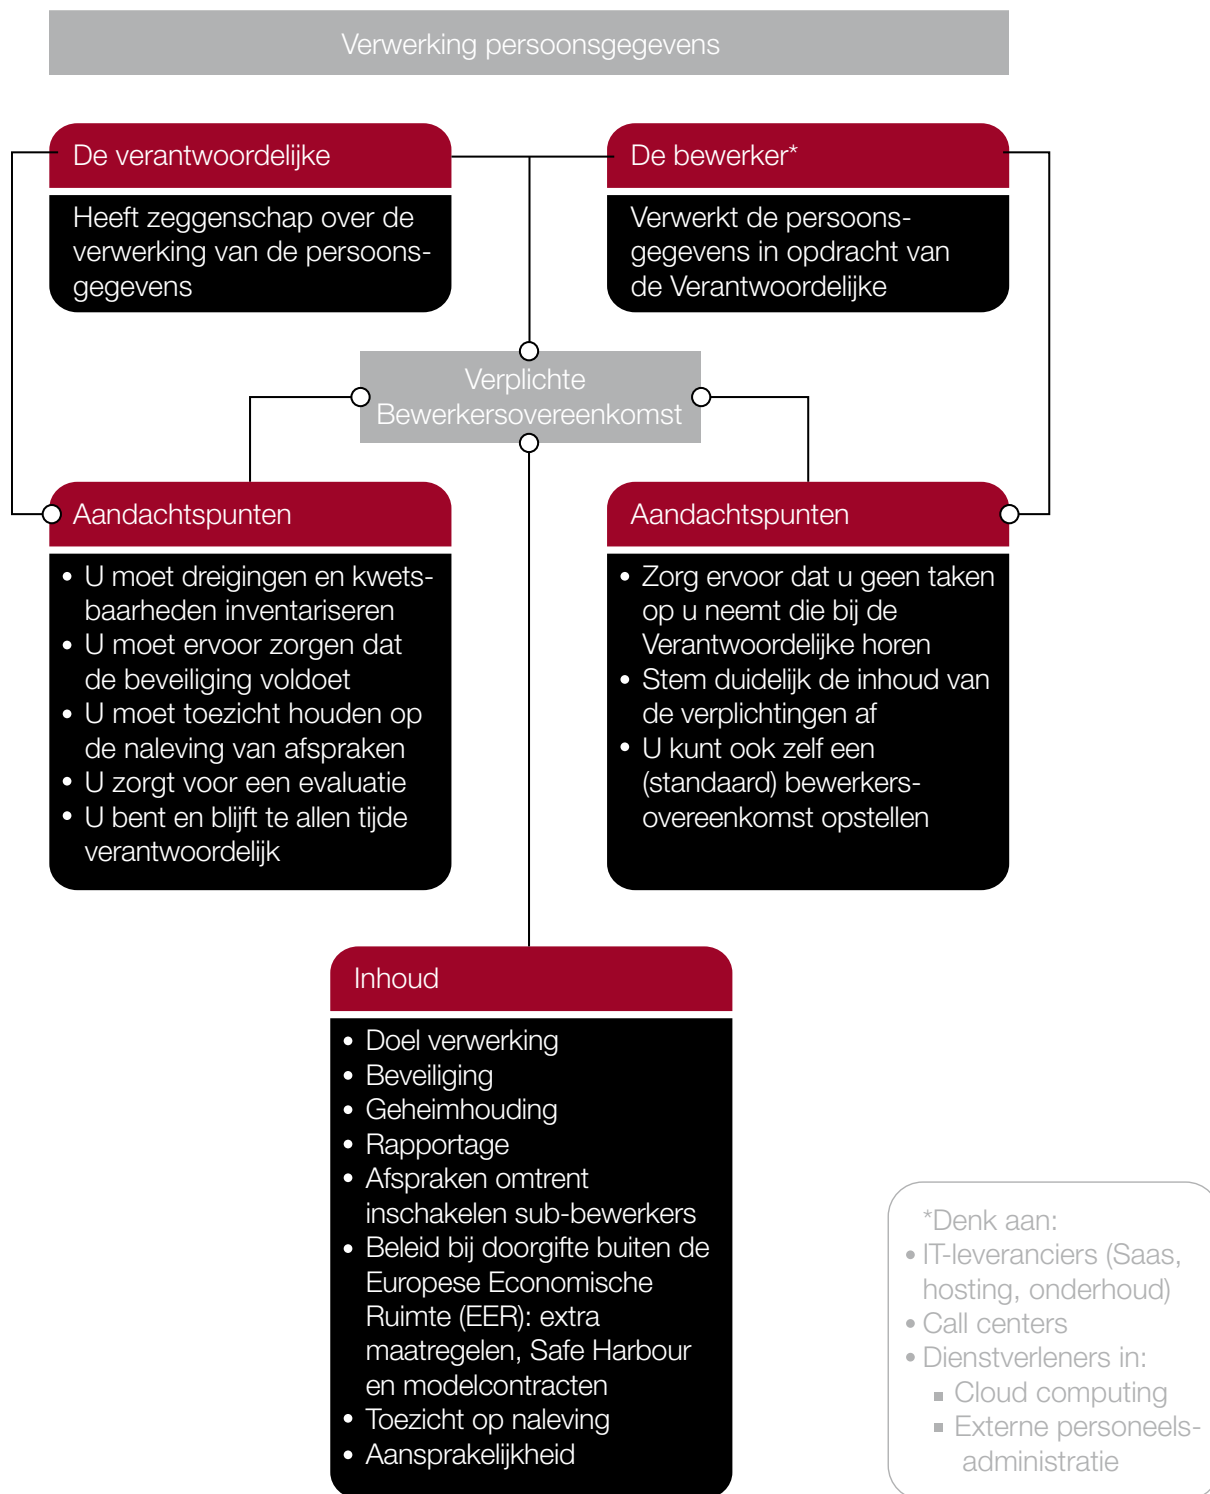 Verwerking persoonsgegevens
De verantwoordelijke
Heeft zeggenschap over de
verwerking van de persoons-
gegevens
De bewerker*
Verwerkt de persoons-
gegevens in opdracht van
de Verantwoordelijke
Verplichte
Bewerkersovereenkomst
Aandachtspunten
• U moet dreigingen en kwets-
baarheden inventariseren
• U moet ervoor zorgen dat
de beveiliging voldoet
• U moet toezicht houden op
de naleving van afspraken
• U zorgt voor een evaluatie
• U bent en blijft te allen tijde
verantwoordelijk
Aandachtspunten
• Zorg ervoor dat u geen taken
op u neemt die bij de
Verantwoordelijke horen
• Stem duidelijk de inhoud van
de verplichtingen af
• U kunt ook zelf een
(standaard) bewerkers-
overeenkomst opstellen
Inhoud
• Doel verwerking
• Beveiliging
• Geheimhouding
• Rapportage
• Afspraken omtrent
inschakelen sub-bewerkers
• Beleid bij doorgifte buiten de
Europese Economische
Ruimte (EER): extra
maatregelen, Safe Harbour
en modelcontracten
• Toezicht op naleving
• Aansprakelijkheid
*Denk aan:
• IT-leveranciers (Saas,
hosting, onderhoud)
• Call centers
• Dienstverleners in:
▪ Cloud computing
▪ Externe personeels-
administratie